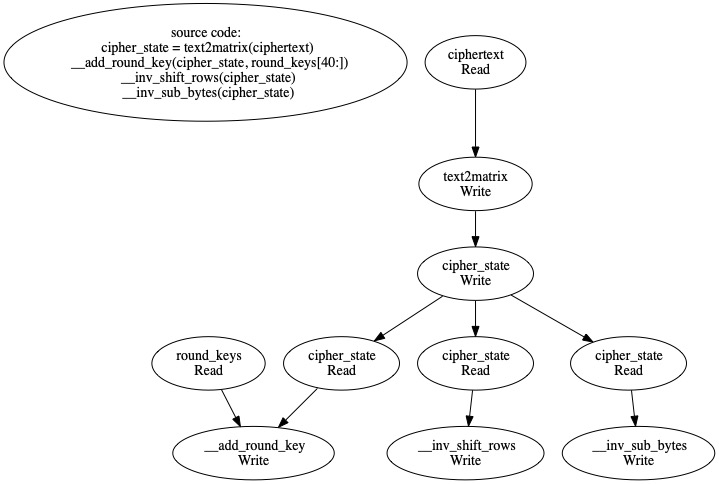 source code:
cipher_state = text2matrix(ciphertext)
__add_round_key(cipher_state, round_keys[40:])
__inv_shift_rows(cipher_state)
__inv_sub_bytes(cipher_state)
ciphertext
Read
text2matrix
Write
cipher_state
Write
round_keys
Read
cipher_state
Read
cipher_state
Read
cipher_state
Read
__add_round_key
Write
__inv_shift_rows
Write
__inv_sub_bytes
Write